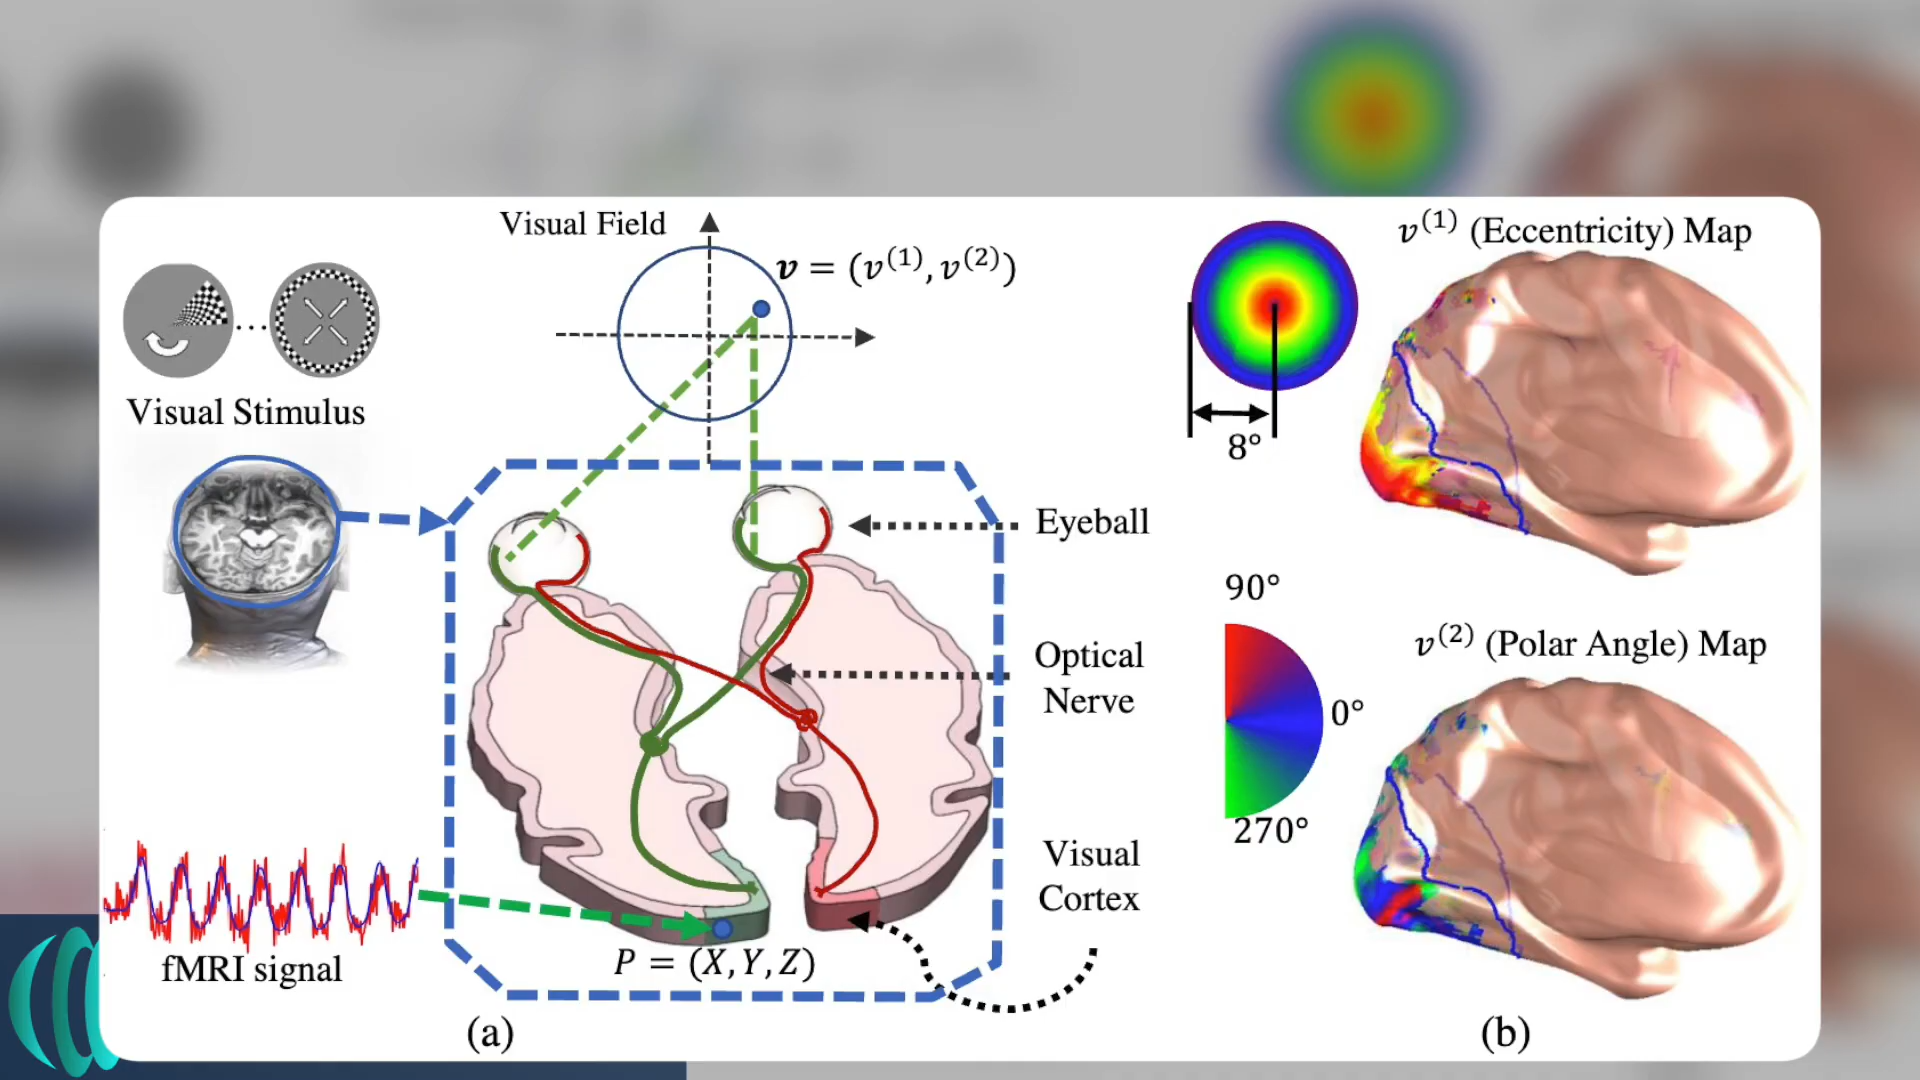 Visual Field
v = (v⁽¹⁾, v⁽²⁾)
...
Visual Stimulus
fMRI signal
P = (X, Y, Z)
Eyeball
Optical
Nerve
Visual
Cortex
(a)
v⁽¹⁾ (Eccentricity) Map
8°
90°
v⁽²⁾ (Polar Angle) Map
0°
270°
(b)